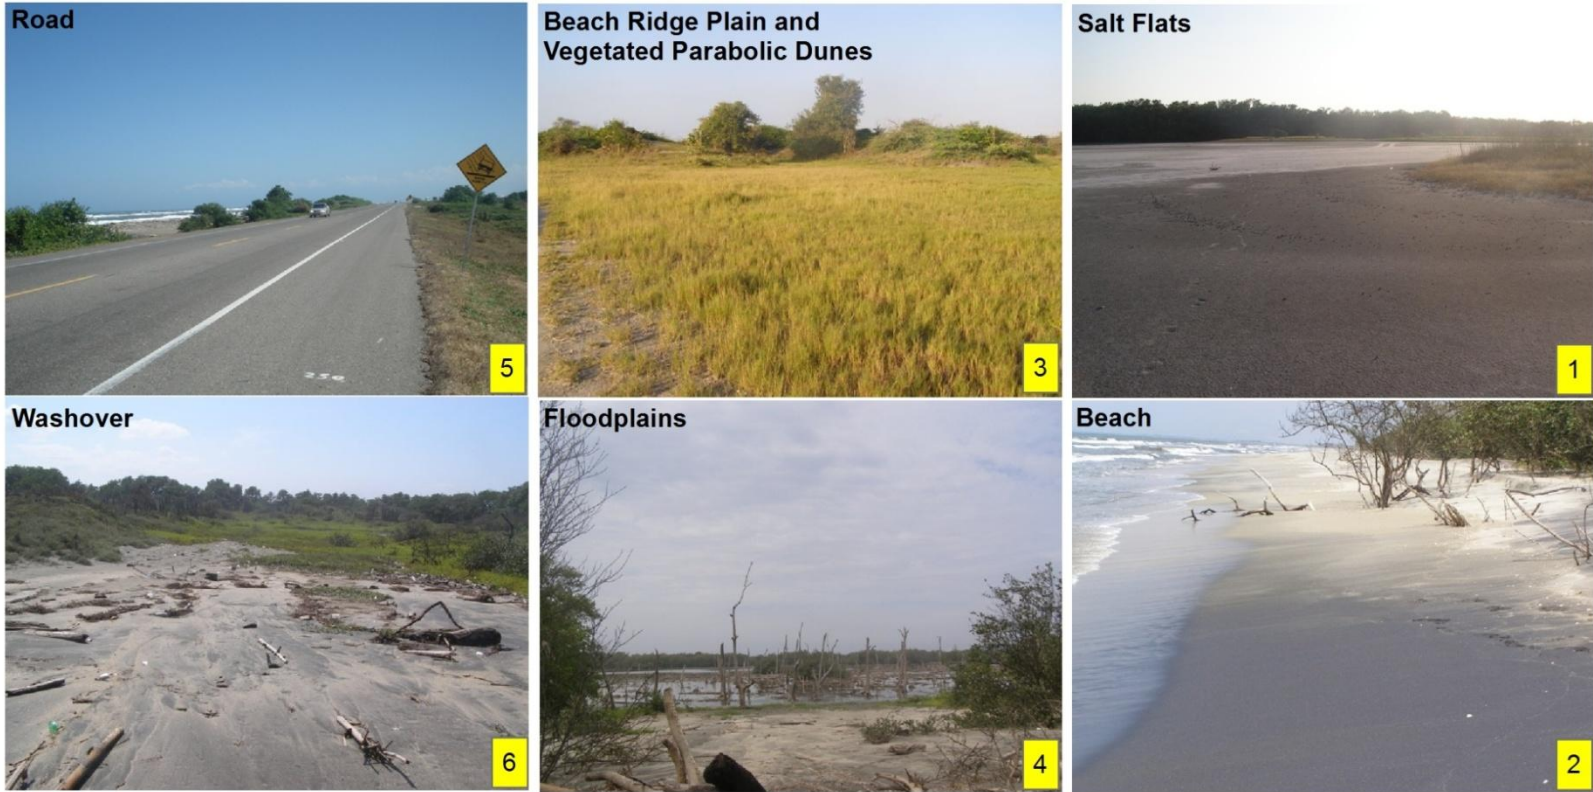 Road
5
Beach Ridge Plain and
Vegetated Parabolic Dunes
3
Salt Flats
1
Washover
6
Floodplains
4
Beach
2